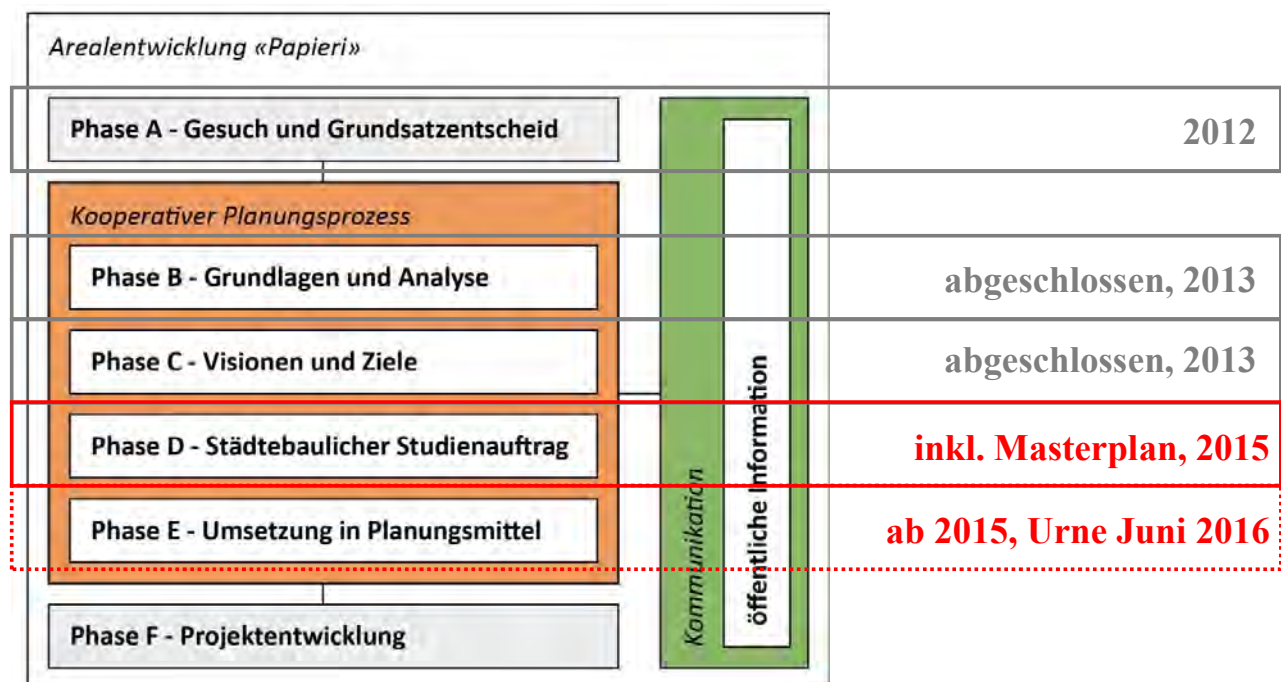 Arealentwicklung «Papieri»
Phase A - Gesuch und Grundsatzentscheid
2012
Kooperativer Planungsprozess
Phase B - Grundlagen und Analyse
abgeschlossen, 2013
Phase C - Visionen und Ziele
abgeschlossen, 2013
Phase D - Städtebaulicher Studienauftrag
inkl. Masterplan, 2015
Phase E - Umsetzung in Planungsmittel
ab 2015, Urne Juni 2016
Phase F - Projektentwicklung
Kommunikation
öffentliche Information